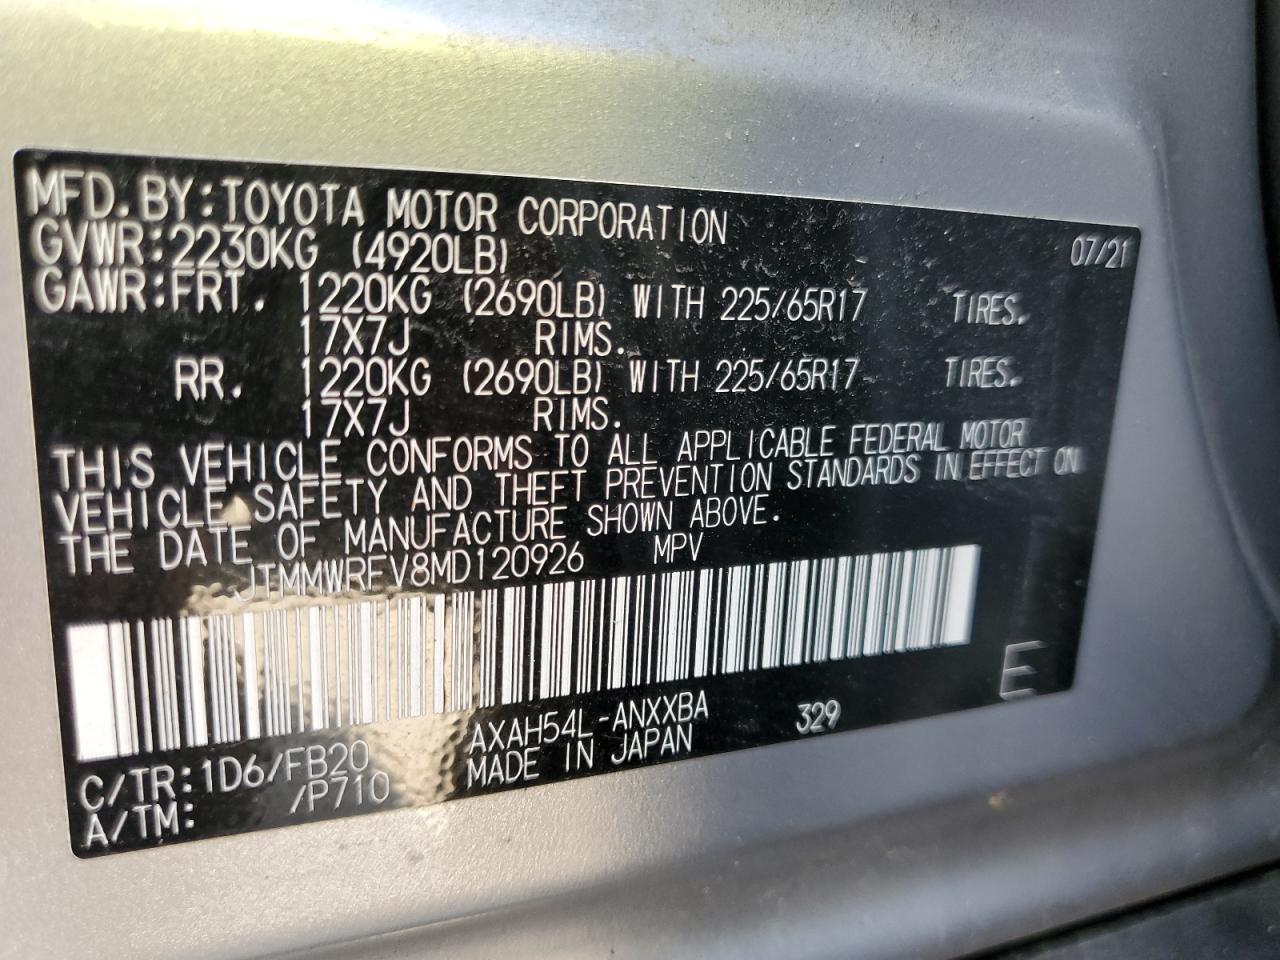 MFD.BY:TOYOTA MOTOR CORPORATION 07/21
GVWR:2230KG (4920LB)
GAWR:FRT. 1220KG (2690LB) WITH 225/65R17 TIRES.
17X7J RIMS.
RR. 1220KG (2690LB) WITH 225/65R17 TIRES.
17X7J RIMS.
THIS VEHICLE CONFORMS TO ALL APPLICABLE FEDERAL MOTOR
VEHICLE SAFETY AND THEFT PREVENTION STANDARDS IN EFFECT ON
THE DATE OF MANUFACTURE SHOWN ABOVE.
JTMMWRFV8MD120926 MPV
E
C/TR:1D6/FB20 AXAH54L-ANXXBA 329
A/TM: /P710 MADE IN JAPAN